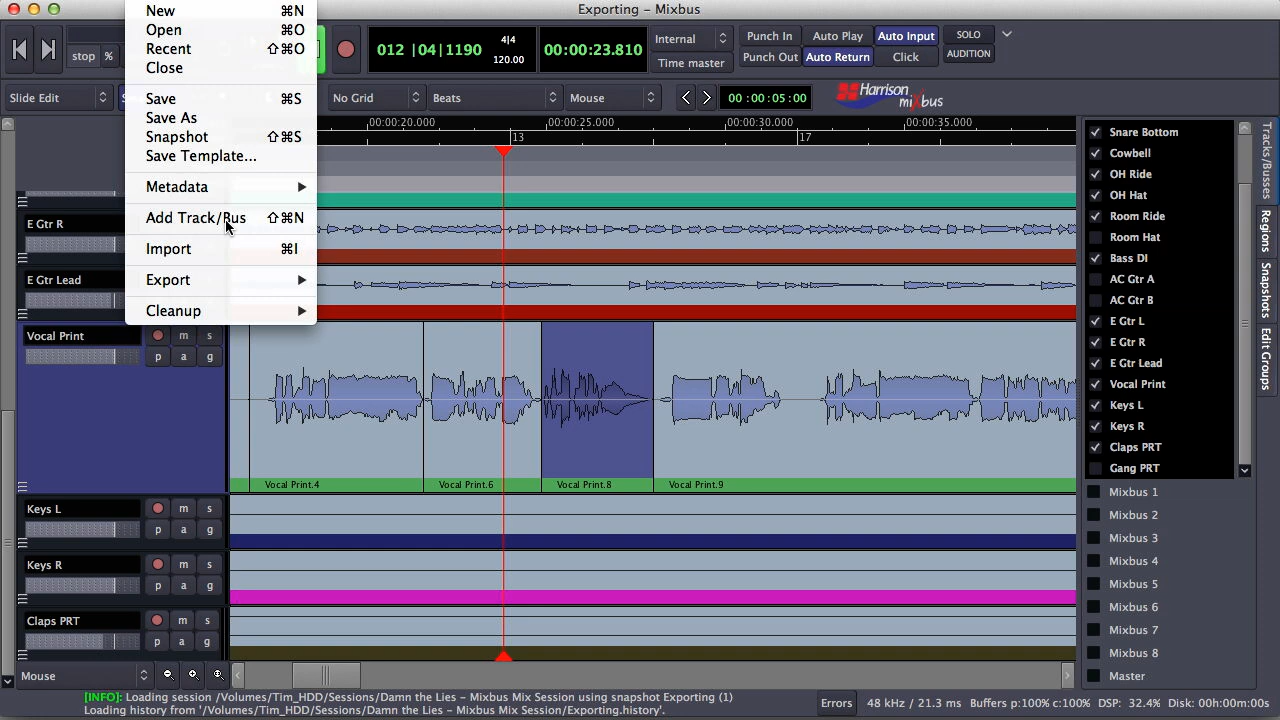 Exporting - Mixbus
New ⌘N
Open ⌘O
Recent ⇧⌘O
Close
Save ⌘S
Save As
Snapshot ⇧⌘S
Save Template...
Metadata
Add Track/Bus ⇧⌘N
Import ⌘I
Export
Cleanup
stop %
012 |04|1190
4|4
120.00
00:00:23.810
Internal
Time master
Punch In
Auto Play
Auto Input
Punch Out
Auto Return
Click
SOLO
AUDITION
Slide Edit
No Grid
Beats
Mouse
00 :00 :05 :00
Harrison
mixbus
00:00:20.000
00:00:25.000
00:00:30.000
00:00:35.000
13
17
E Gtr R
E Gtr Lead
Vocal Print
m s
p a g
Vocal Print.4
Vocal Print.6
Vocal Print.8
Vocal Print.9
Keys L
m s
p a g
Keys R
m s
p a g
Claps PRT
m s
p a g
Snare Bottom
Cowbell
OH Ride
OH Hat
Room Ride
Room Hat
Bass DI
AC Gtr A
AC Gtr B
E Gtr L
E Gtr R
E Gtr Lead
Vocal Print
Keys L
Keys R
Claps PRT
Gang PRT
Mixbus 1
Mixbus 2
Mixbus 3
Mixbus 4
Mixbus 5
Mixbus 6
Mixbus 7
Mixbus 8
Master
Tracks/Busses
Regions
Snapshots
Edit Groups
Mouse
[INFO]: Loading session /Volumes/Tim_HDD/Sessions/Damn the Lies - Mixbus Mix Session using snapshot Exporting (1)
Loading history from '/Volumes/Tim_HDD/Sessions/Damn the Lies - Mixbus Mix Session/Exporting.history'.
Errors
48 kHz / 21.3 ms
Buffers p:100% c:100%
DSP: 32.4%
Disk: 00h:00m:00s